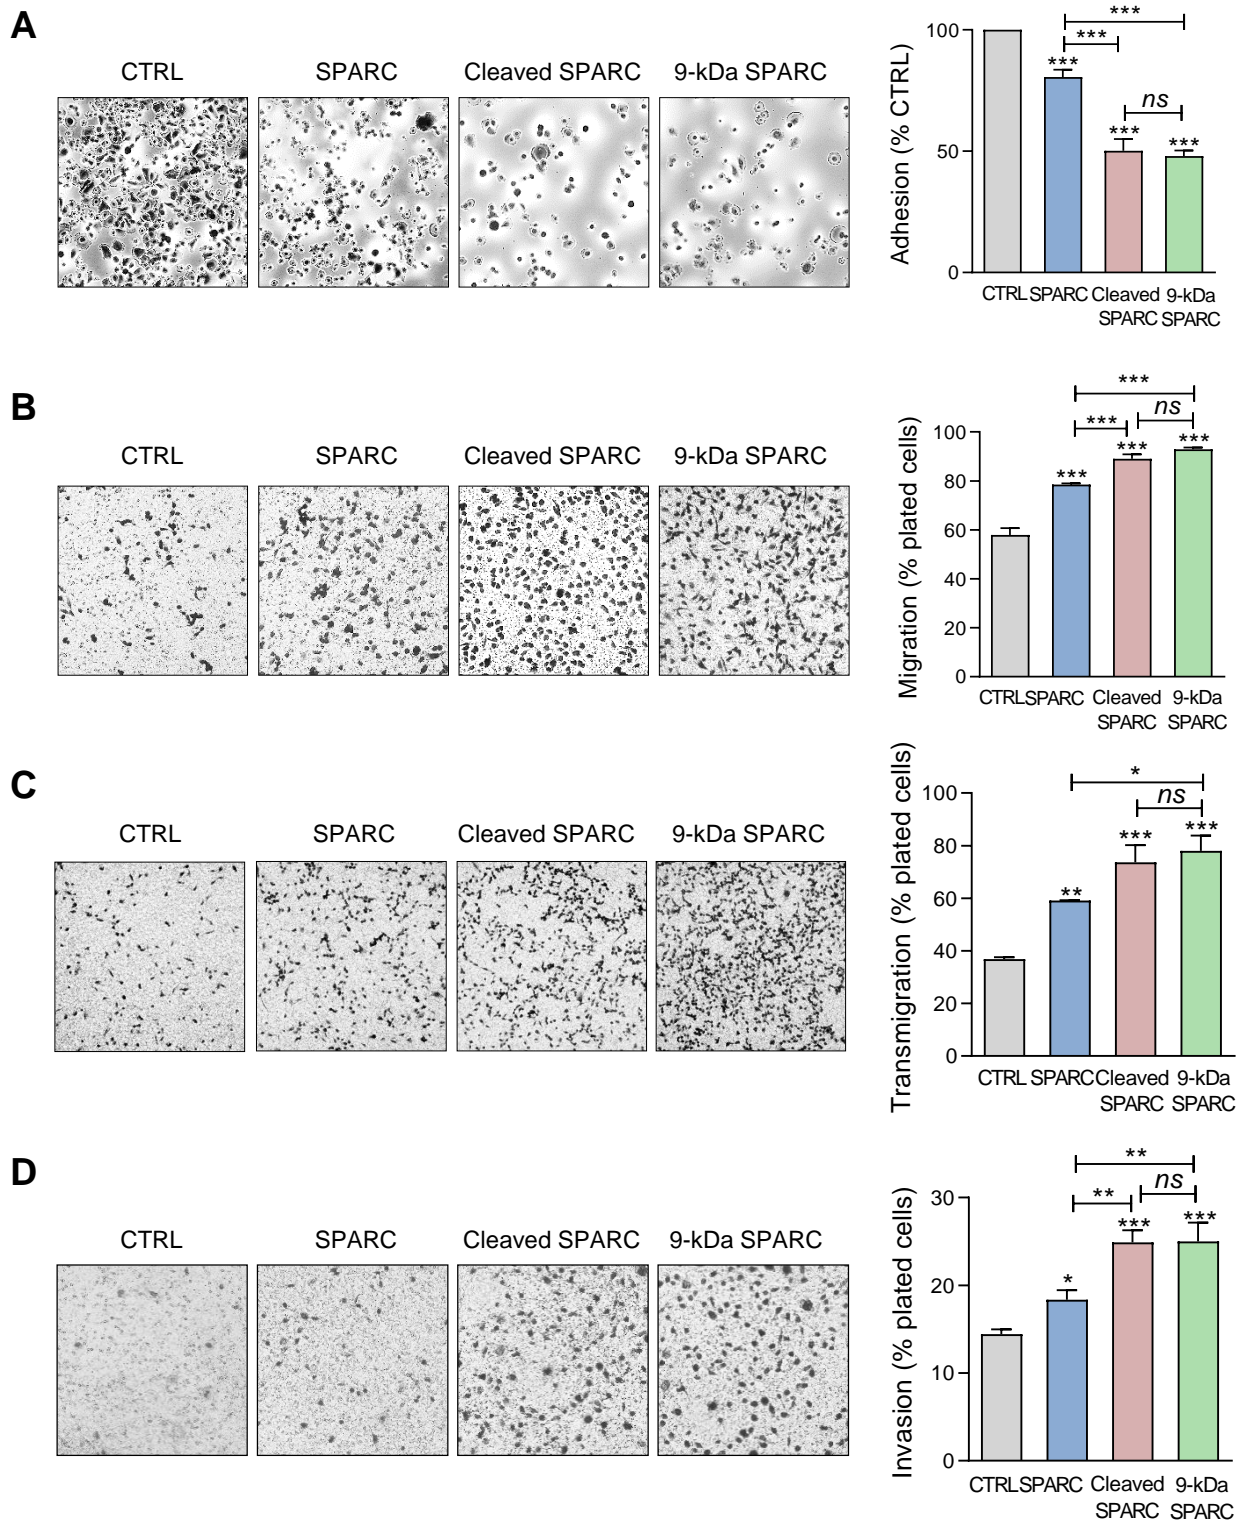 A
CTRL SPARC Cleaved SPARC 9-kDa SPARC
Adhesion (% CTRL)
100
50
0
***
***
***
ns
***
***
CTRL SPARC Cleaved SPARC 9-kDa SPARC
B
CTRL SPARC Cleaved SPARC 9-kDa SPARC
Migration (% plated cells)
100
80
60
40
20
0
***
ns
***
***
***
***
CTRL SPARC Cleaved SPARC 9-kDa SPARC
C
CTRL SPARC Cleaved SPARC 9-kDa SPARC
Transmigration (% plated cells)
100
80
60
40
20
0
*
ns
***
***
**
CTRL SPARC Cleaved SPARC 9-kDa SPARC
D
CTRL SPARC Cleaved SPARC 9-kDa SPARC
Invasion (% plated cells)
30
20
10
0
**
ns
**
***
***
*
CTRL SPARC Cleaved SPARC 9-kDa SPARC